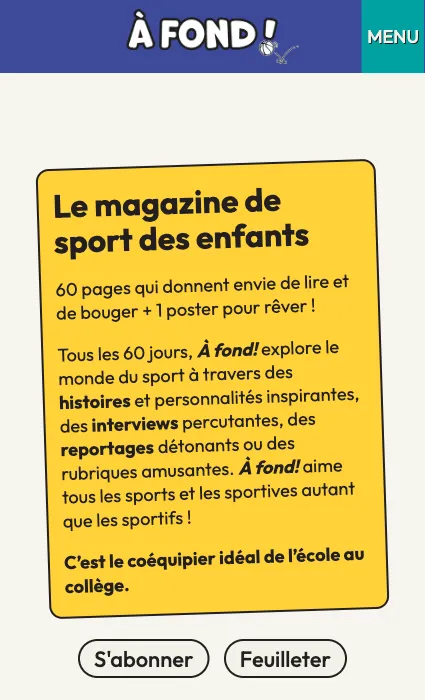 À FOND !
MENU
Le magazine de
sport des enfants
60 pages qui donnent envie de lire et
de bouger + 1 poster pour rêver !
Tous les 60 jours, À fond! explore le
monde du sport à travers des
histoires et personnalités inspirantes,
des interviews percutantes, des
reportages détonants ou des
rubriques amusantes. À fond! aime
tous les sports et les sportives autant
que les sportifs !
C'est le coéquipier idéal de l'école au
collège.
S'abonner
Feuilleter